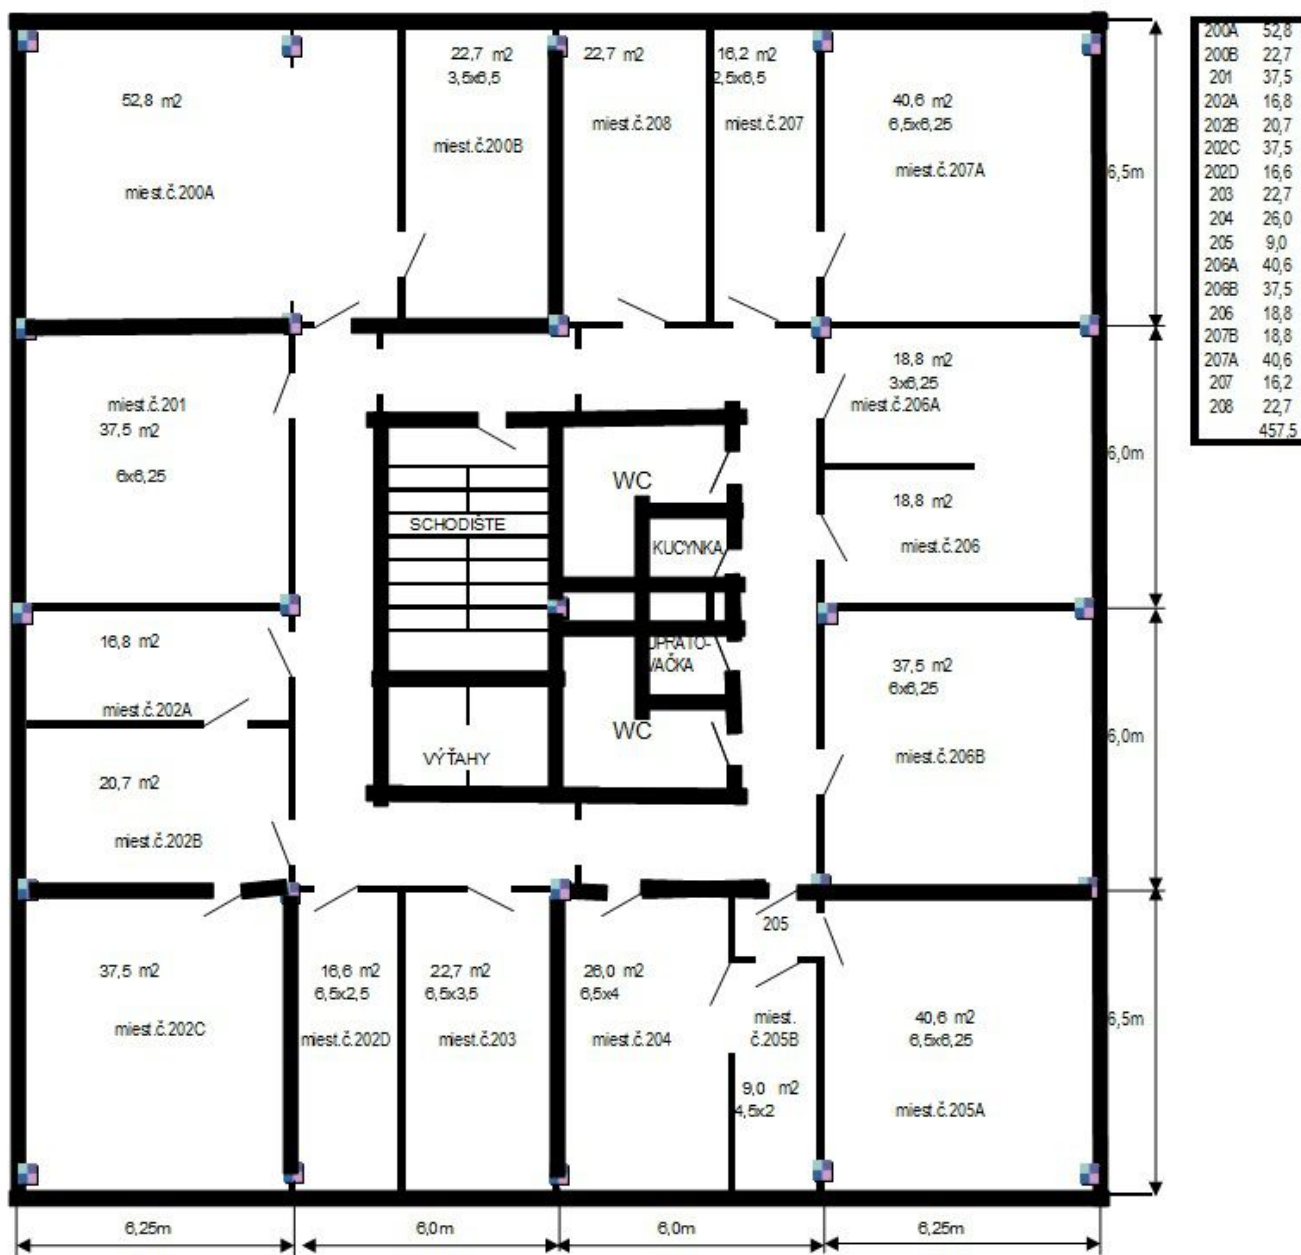 52,8 m2
miest.č.200A
22,7 m2
3,5x6,5
miest.č.200B
22,7 m2
miest.č.208
16,2 m2
2,5x6,5
miest.č.207
40,6 m2
6,5x6,25
miest.č.207A
6,5m
200A 52,8
200B 22,7
201 37,5
202A 16,8
202B 20,7
202C 37,5
202D 16,6
203 22,7
204 26,0
205 9,0
206A 40,6
206B 37,5
206 18,8
207B 18,8
207A 40,6
207 16,2
208 22,7
457,5
miest.č.201
37,5 m2
6x6,25
18,8 m2
3x6,25
miest.č.206A
6,0m
WC
SCHODIŠTE
KUCYNKA
18,8 m2
miest.č.206
16,8 m2
miest.č.202A
UPRATO-
VAČKA
WC
VÝŤAHY
37,5 m2
6x6,25
miest.č.206B
6,0m
20,7 m2
miest.č.202B
37,5 m2
miest.č.202C
16,6 m2
6,5x2,5
miest.č.202D
22,7 m2
6,5x3,5
miest.č.203
26,0 m2
6,5x4
miest.č.204
205
miest.
č.205B
9,0 m2
4,5x2
40,6 m2
6,5x6,25
miest.č.205A
6,5m
6,25m
6,0m
6,0m
6,25m